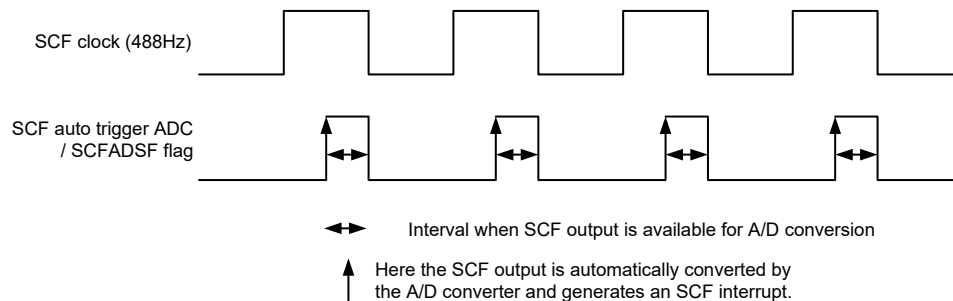 SCF clock (488Hz)
SCF auto trigger ADC
/ SCFADSF flag
Interval when SCF output is available for A/D conversion
Here the SCF output is automatically converted by
the A/D converter and generates an SCF interrupt.